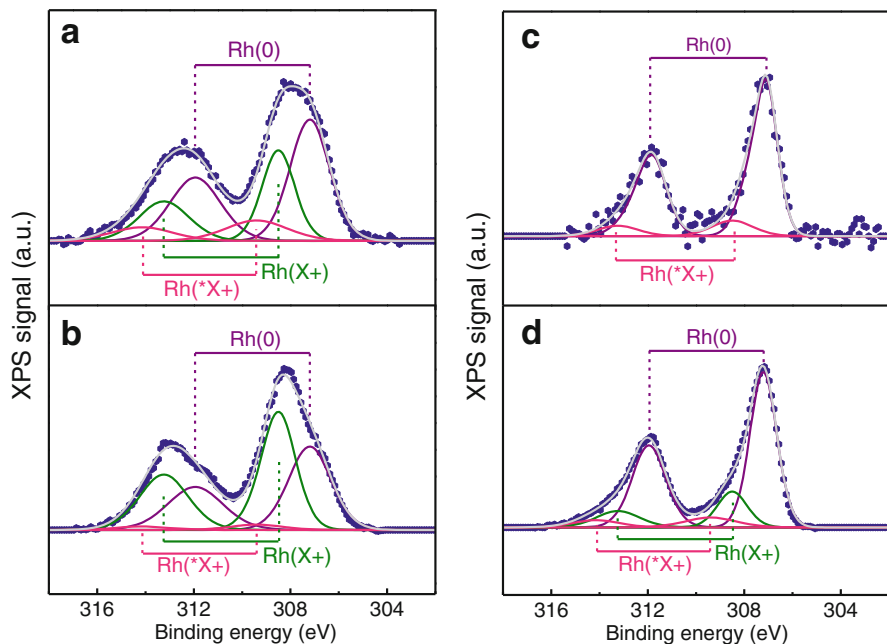 a
Rh(0)
Rh(X+)
Rh(*X+)
b
Rh(0)
Rh(X+)
Rh(*X+)
XPS signal (a.u.)
316 312 308 304
Binding energy (eV)
c
Rh(0)
Rh(*X+)
d
Rh(0)
Rh(X+)
Rh(*X+)
XPS signal (a.u.)
316 312 308 304
Binding energy (eV)